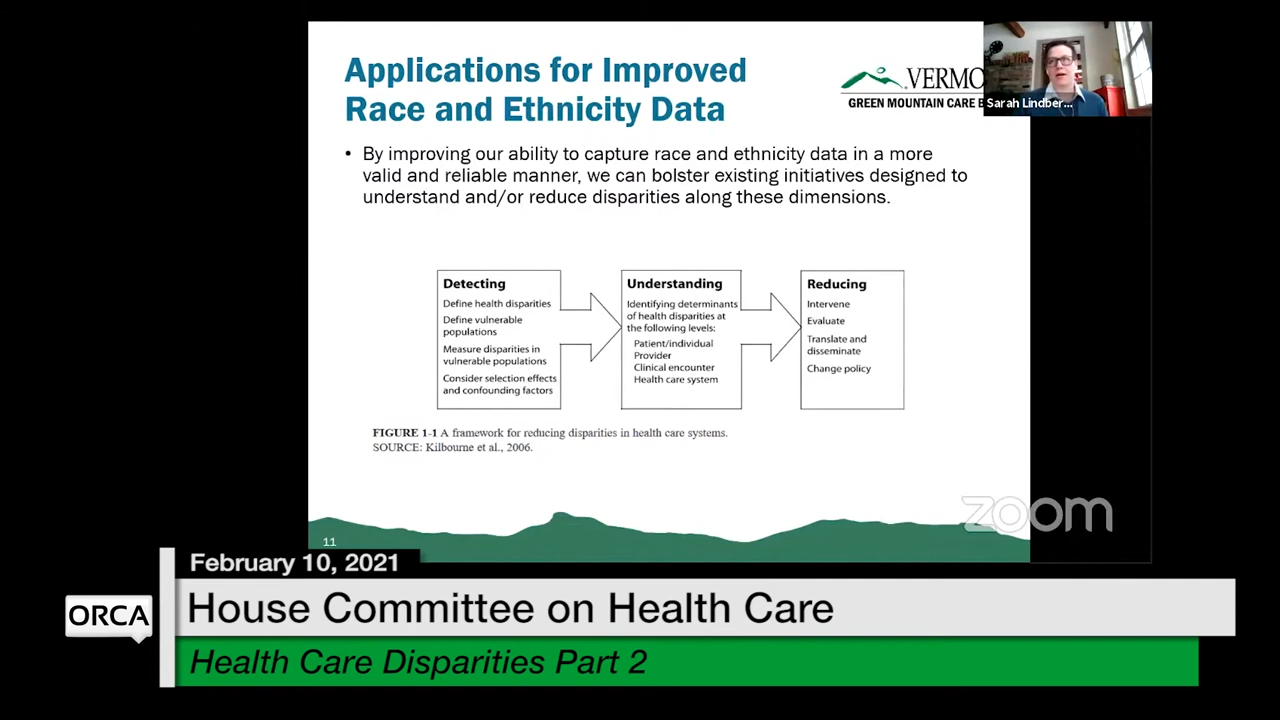 Applications for Improved
Race and Ethnicity Data
VERMO
GREEN MOUNTAIN CARE B
Sarah Lindber...
• By improving our ability to capture race and ethnicity data in a more
valid and reliable manner, we can bolster existing initiatives designed to
understand and/or reduce disparities along these dimensions.
Detecting
Define health disparities
Define vulnerable
populations
Measure disparities in
vulnerable populations
Consider selection effects
and confounding factors
Understanding
Identifying determinants
of health disparities at
the following levels:
Patient/individual
Provider
Clinical encounter
Health care system
Reducing
Intervene
Evaluate
Translate and
disseminate
Change policy
FIGURE 1-1 A framework for reducing disparities in health care systems.
SOURCE: Kilbourne et al., 2006.
zoom
11
February 10, 2021
ORCA
House Committee on Health Care
Health Care Disparities Part 2